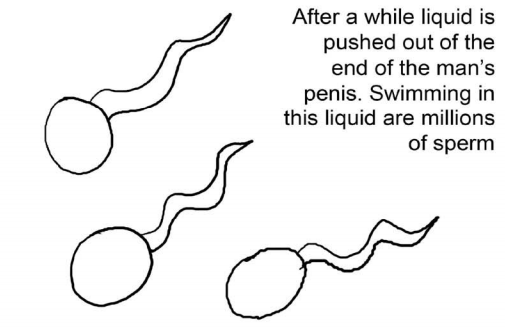 After a while liquid is
pushed out of the
end of the man's
penis. Swimming in
this liquid are millions
of sperm